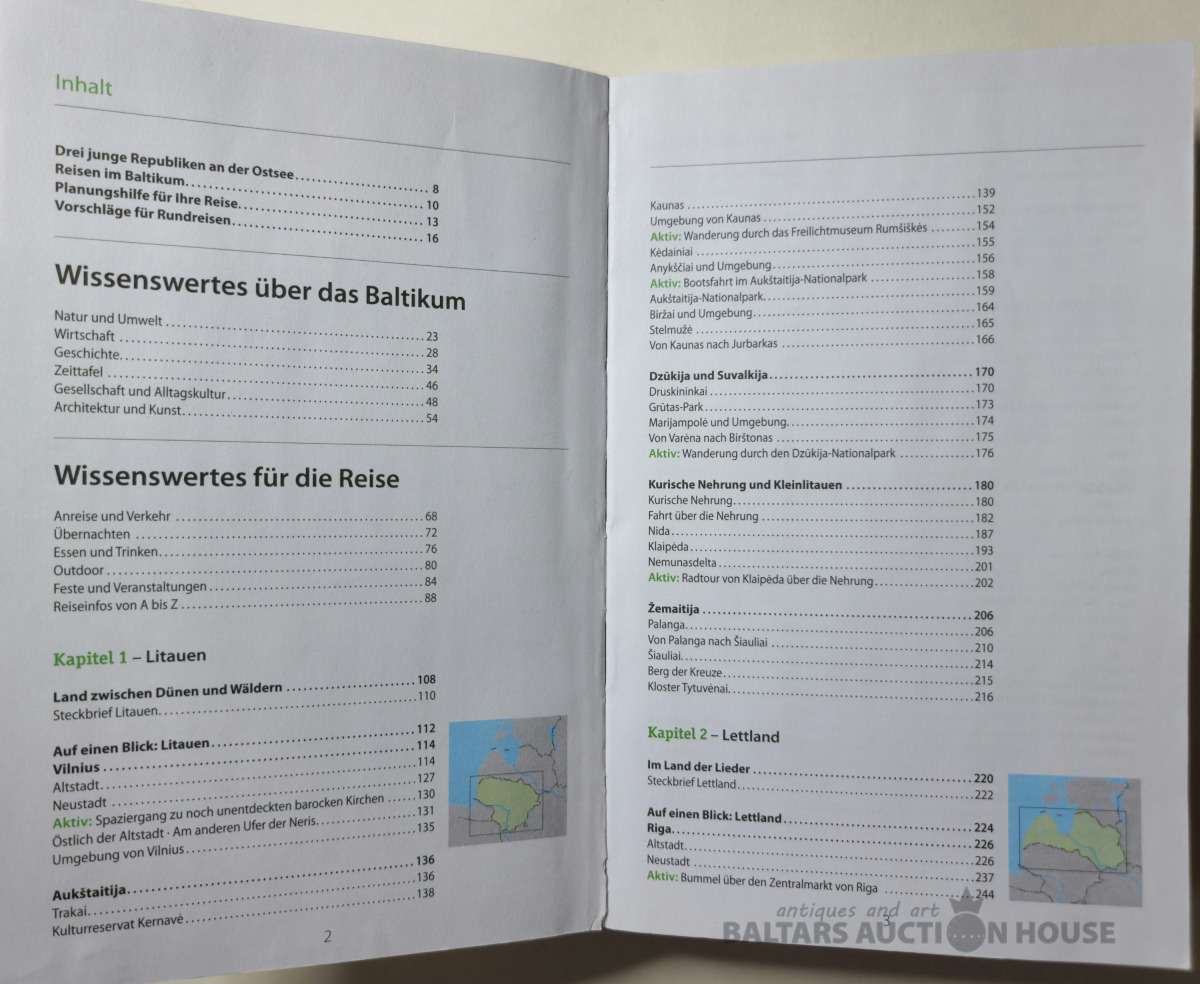 Inhalt
Drei junge Republiken an der Ostsee 8
Reisen im Baltikum 10
Planungshilfe für Ihre Reise 13
Vorschläge für Rundreisen 16
Wissenswertes über das Baltikum
Natur und Umwelt 23
Wirtschaft 28
Geschichte 34
Zeittafel 46
Gesellschaft und Alltagskultur 48
Architektur und Kunst 54
Wissenswertes für die Reise
Anreise und Verkehr 68
Übernachten 72
Essen und Trinken 76
Outdoor 80
Feste und Veranstaltungen 84
Reiseinfos von A bis Z 88
Kapitel 1 – Litauen
Land zwischen Dünen und Wäldern 108
Steckbrief Litauen 110
Auf einen Blick: Litauen 112
Vilnius 114
Altstadt 114
Neustadt 127
Aktiv: Spaziergang zu noch unentdeckten barocken Kirchen 130
Östlich der Altstadt · Am anderen Ufer der Neris 131
Umgebung von Vilnius 135
Aukštaitija 136
Trakai 136
Kulturreservat Kernavė 138
2
Kaunas 139
Umgebung von Kaunas 152
Aktiv: Wanderung durch das Freilichtmuseum Rumšiškės 154
Kėdainiai 155
Anykščiai und Umgebung 156
Aktiv: Bootsfahrt im Aukštaitija-Nationalpark 158
Aukštaitija-Nationalpark 159
Biržai und Umgebung 164
Stelmužė 165
Von Kaunas nach Jurbarkas 166
Dzūkija und Suvalkija 170
Druskininkai 170
Grūtas-Park 173
Marijampolė und Umgebung 174
Von Varėna nach Birštonas 175
Aktiv: Wanderung durch den Dzūkija-Nationalpark 176
Kurische Nehrung und Kleinlitauen 180
Kurische Nehrung 180
Fahrt über die Nehrung 182
Nida 187
Klaipėda 193
Nemunasdelta 201
Aktiv: Radtour von Klaipėda über die Nehrung 202
Žemaitija 206
Palanga 206
Von Palanga nach Šiauliai 210
Šiauliai 214
Berg der Kreuze 215
Kloster Tytuvėnai 216
Kapitel 2 – Lettland
Im Land der Lieder 220
Steckbrief Lettland 222
Auf einen Blick: Lettland 224
Riga 226
Altstadt 226
Neustadt 237
Aktiv: Bummel über den Zentralmarkt von Riga 244
3
antiques and art
BALTARS AUCTION HOUSE